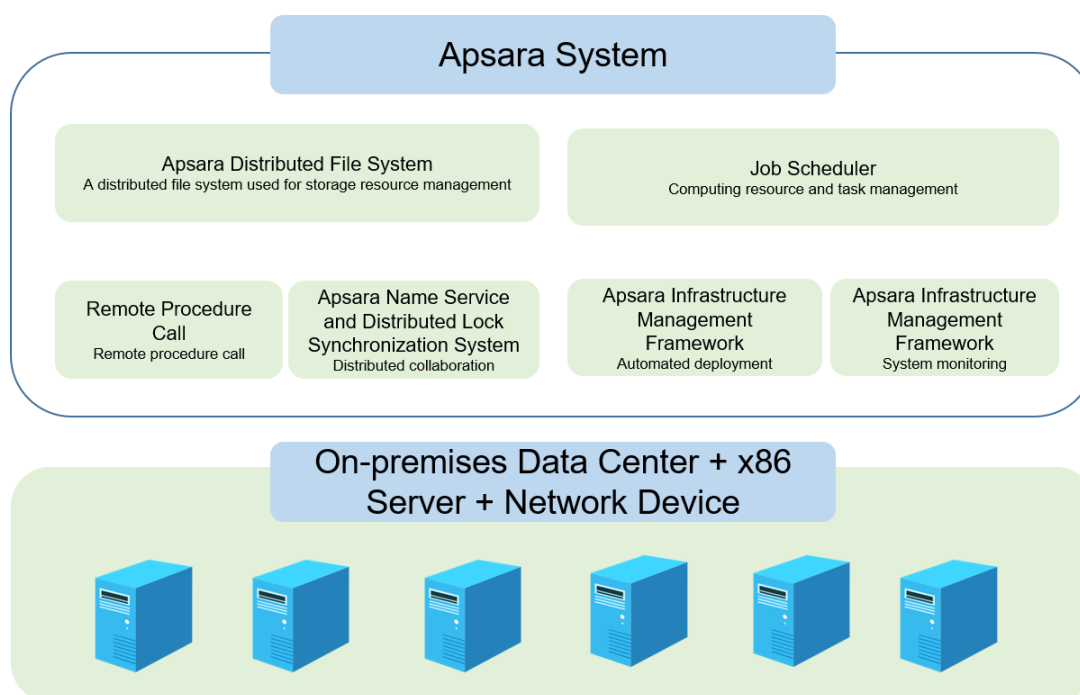 Apsara System
Apsara Distributed File System
A distributed file system used for storage resource management
Job Scheduler
Computing resource and task management
Remote Procedure
Call
Remote procedure call
Apsara Name Service
and Distributed Lock
Synchronization System
Distributed collaboration
Apsara Infrastructure
Management
Framework
Automated deployment
Apsara Infrastructure
Management
Framework
System monitoring
On-premises Data Center + x86
Server + Network Device